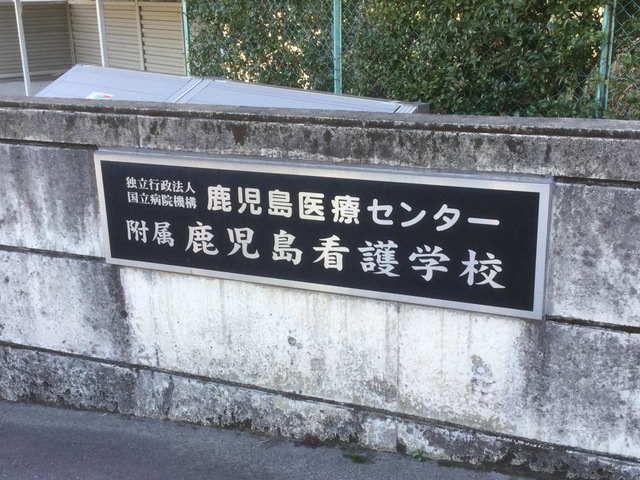 独立行政法人
国立病院機構
鹿児島医療センター
附属 鹿児島看護学校